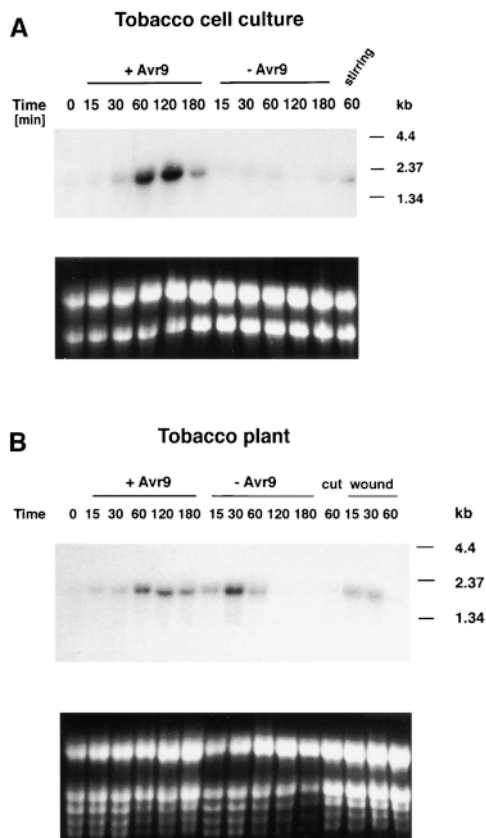 A
Tobacco cell culture
+ Avr9 - Avr9 stirring
Time 0 15 30 60 120 180 15 30 60 120 180 60 kb
[min]
4.4
2.37
1.34
B
Tobacco plant
+ Avr9 - Avr9 cut wound
Time 0 15 30 60 120 180 15 30 60 120 180 60 15 30 60 kb
4.4
2.37
1.34